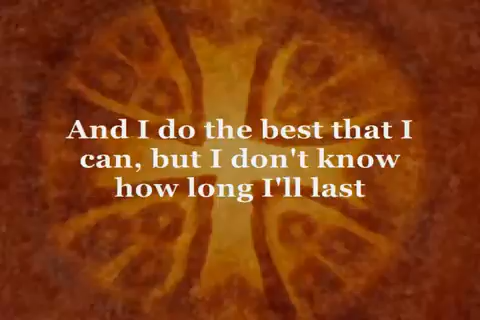 And I do the best that I
can, but I don't know
how long I'll last